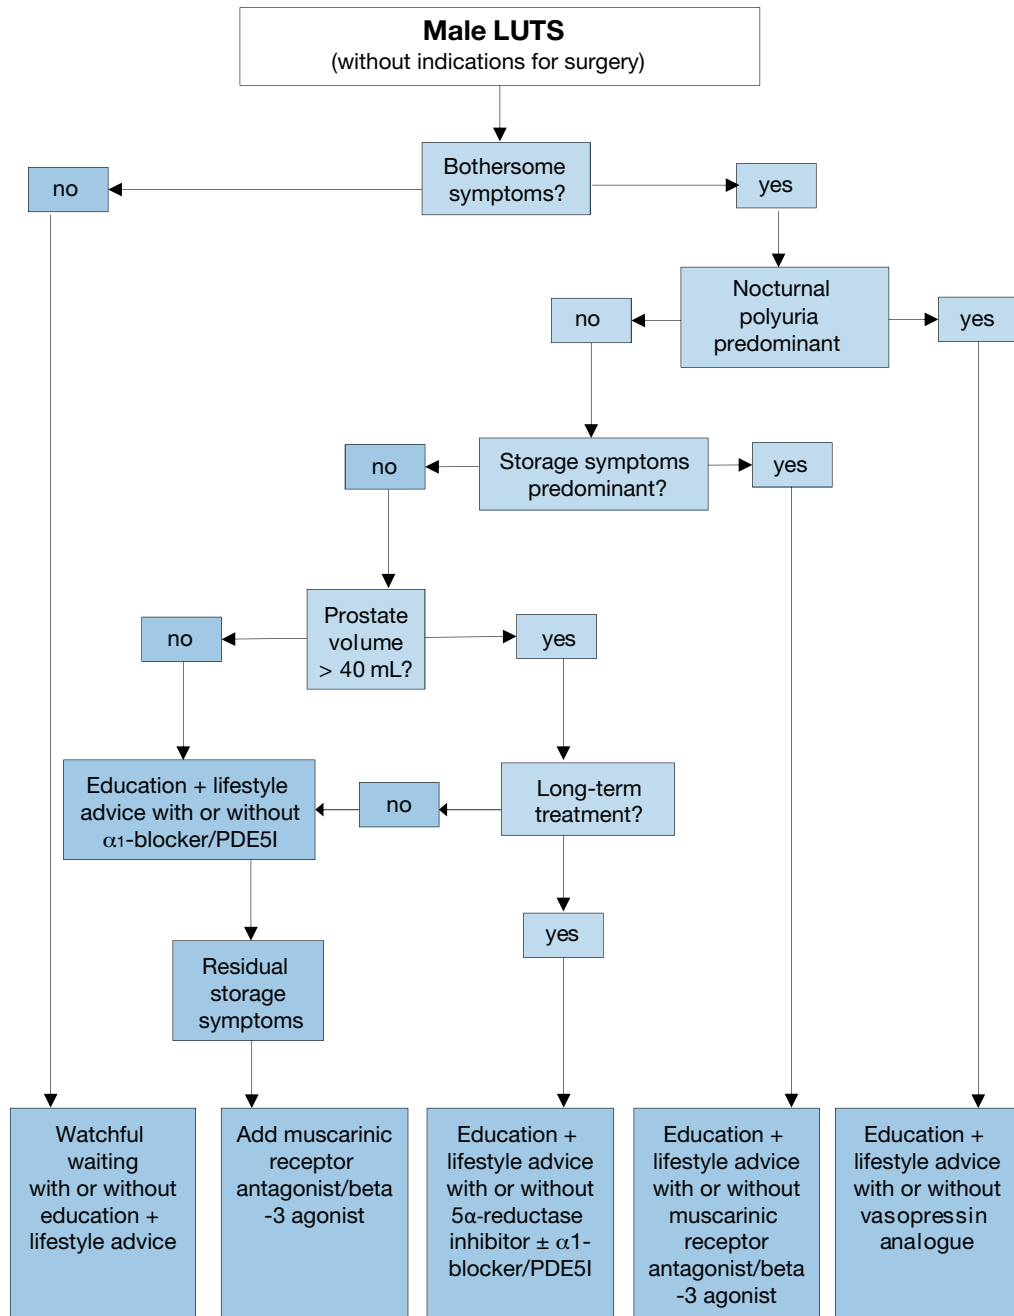 Male LUTS
(without indications for surgery)
Bothersome
symptoms?
no
yes
Nocturnal
polyuria
predominant
no
yes
Storage symptoms
predominant?
no
yes
Prostate
volume
> 40 mL?
no
yes
Education + lifestyle
advice with or without
α1-blocker/PDE5I
no
Long-term
treatment?
yes
Residual
storage
symptoms
Watchful
waiting
with or without
education +
lifestyle advice
Add muscarinic
receptor
antagonist/beta
-3 agonist
Education +
lifestyle advice
with or without
5α-reductase
inhibitor ± α1-
blocker/PDE5I
Education +
lifestyle advice
with or without
muscarinic
receptor
antagonist/beta
-3 agonist
Education +
lifestyle advice
with or without
vasopressin
analogue